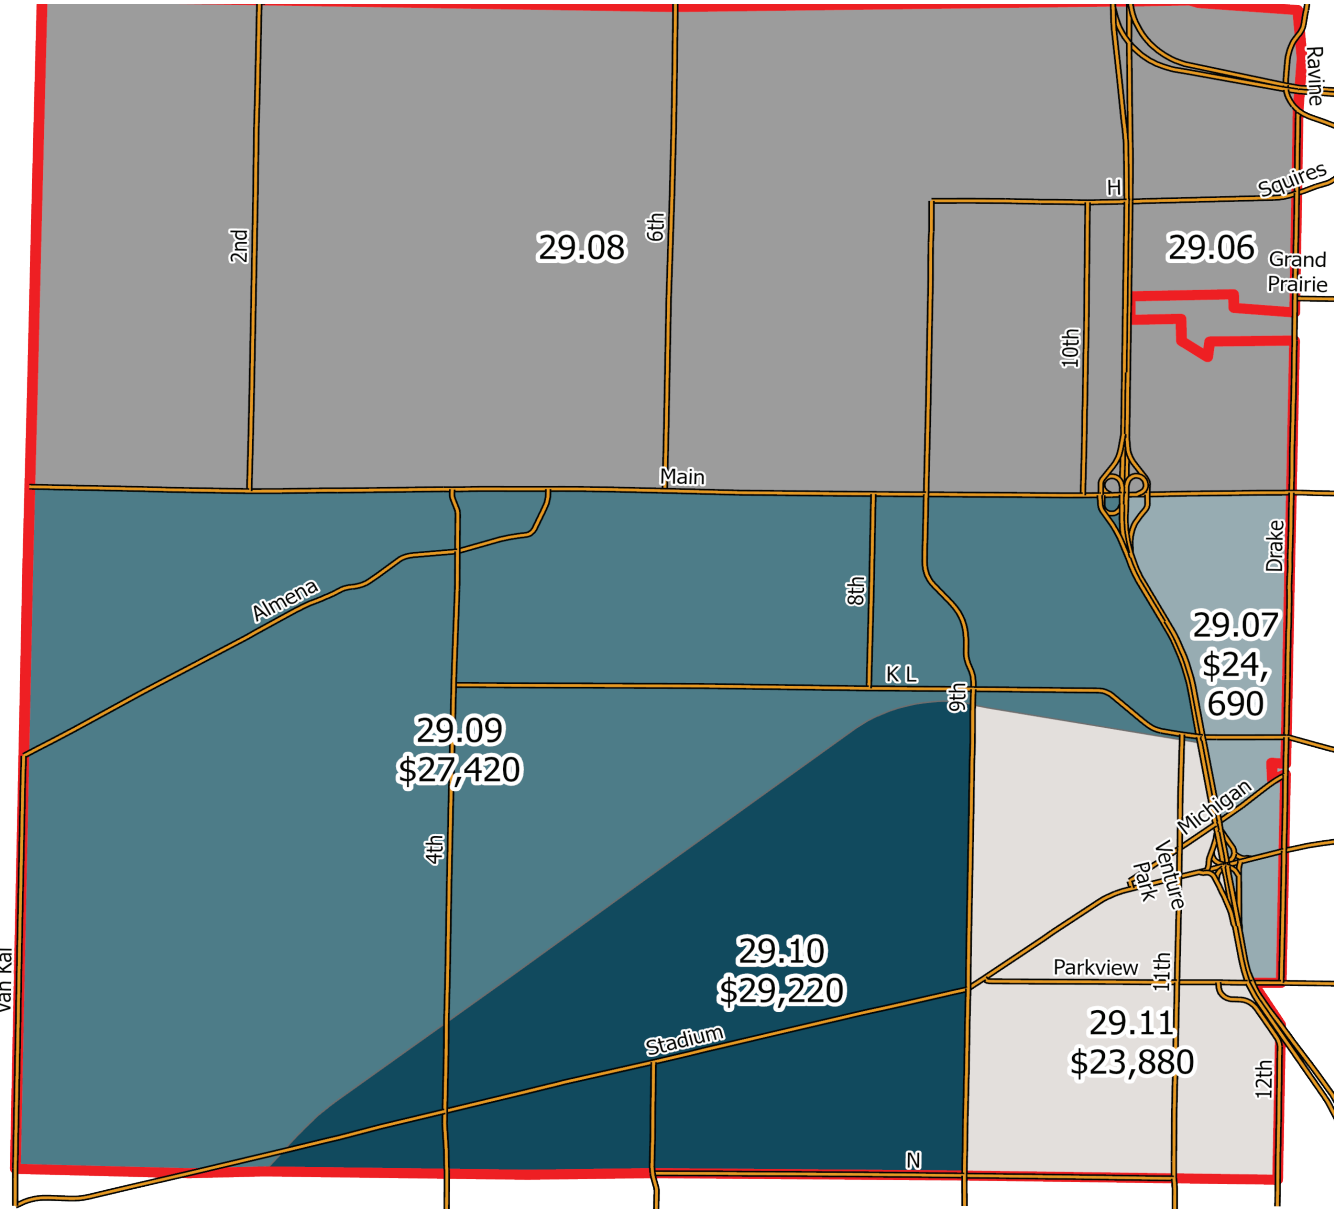 Ravine
H
Squires
2nd
6th
29.08
29.06
Grand
Prairie
10th
Main
Drake
Almena
8th
29.07
$24,
690
K L
9th
29.09
$27,420
4th
Michigan
Venture
Park
Van Kal
29.10
$29,220
Parkview
11th
29.11
$23,880
Stadium
12th
N